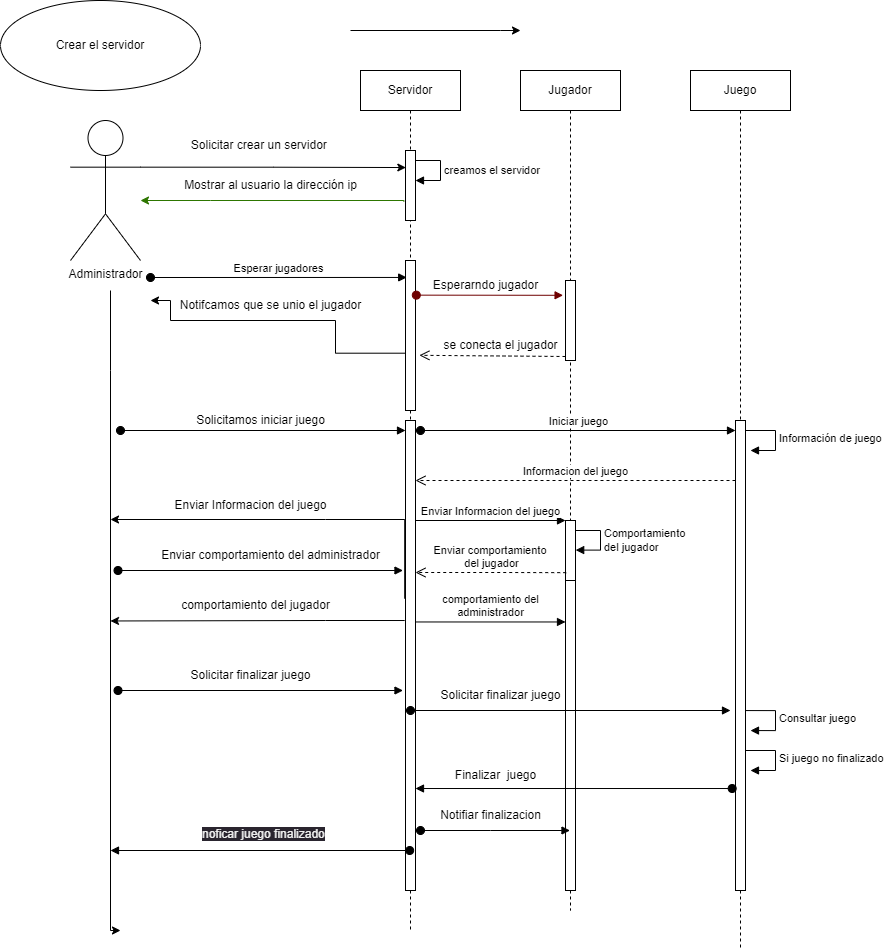 Crear el servidor
Servidor
Jugador
Juego
Solicitar crear un servidor
creamos el servidor
Mostrar al usuario la dirección ip
Administrador
Esperar jugadores
Esperarndo jugador
Notifcamos que se unio el jugador
se conecta el jugador
Solicitamos iniciar juego
Iniciar juego
Información de juego
Informacion del juego
Enviar Informacion del juego
Enviar Informacion del juego
Comportamiento
del jugador
Enviar comportamiento del administrador
Enviar comportamiento
del jugador
comportamiento del jugador
comportamiento del
administrador
Solicitar finalizar juego
Solicitar finalizar juego
Consultar juego
Si juego no finalizado
Finalizar juego
Notifiar finalizacion
noficar juego finalizado